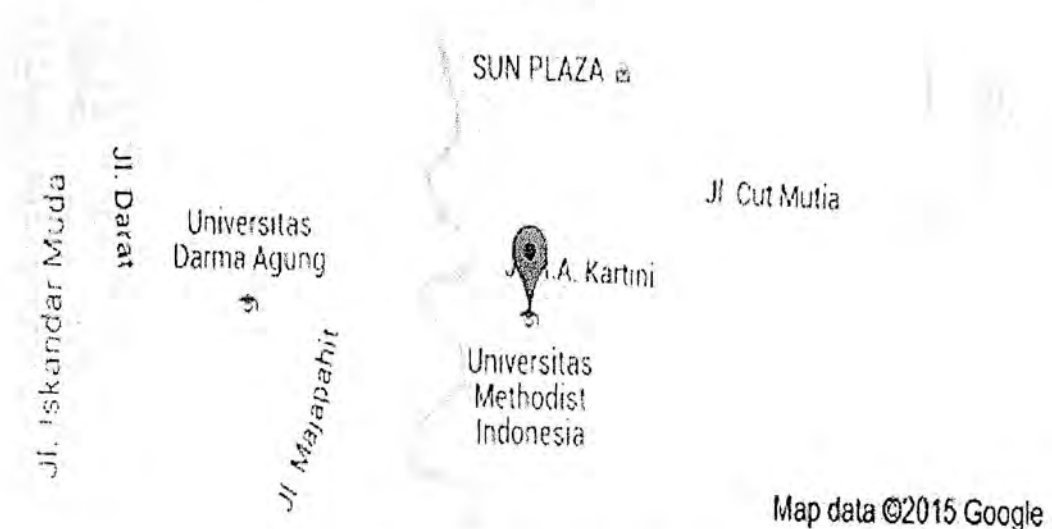 SUN PLAZA
Jl. Iskandar Muda
Jl. Darat
Universitas
Darma Agung
Jl Majapahit
Jl Cut Mutia
.A. Kartini
Universitas
Methodist
Indonesia
Map data ©2015 Google